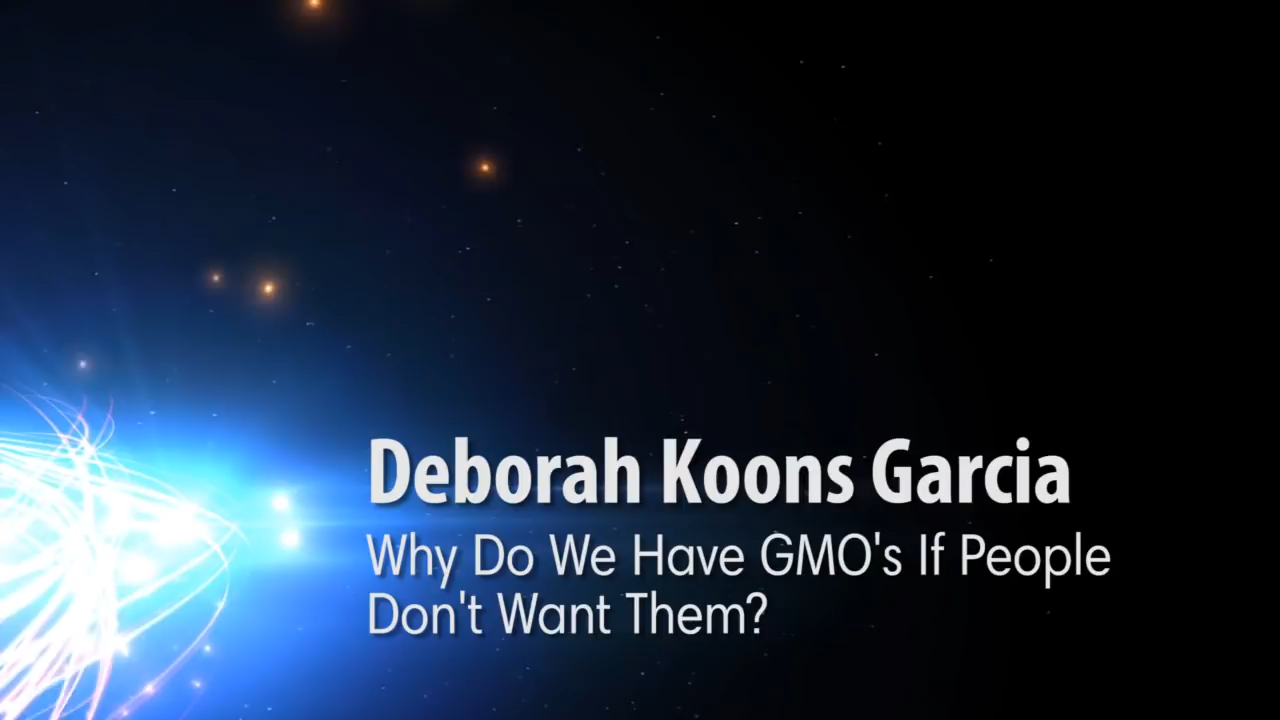 Deborah Koons Garcia
Why Do We Have GMO's If People
Don't Want Them?